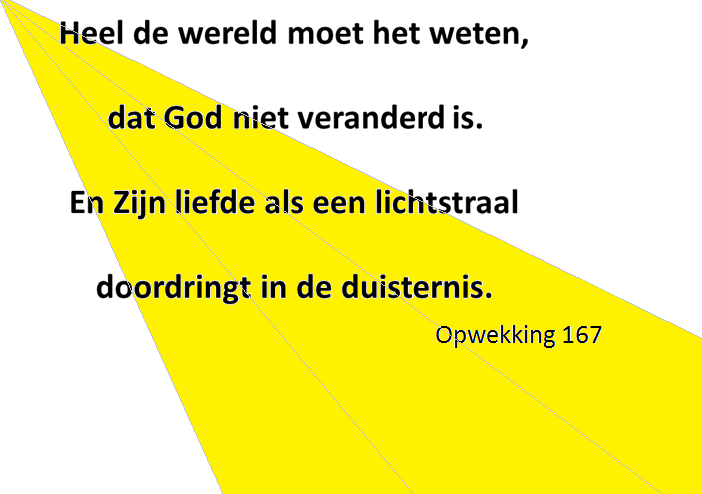 Heel de wereld moet het weten,
dat God niet veranderd is.
En Zijn liefde als een lichtstraal
doordringt in de duisternis.
Opwekking 167